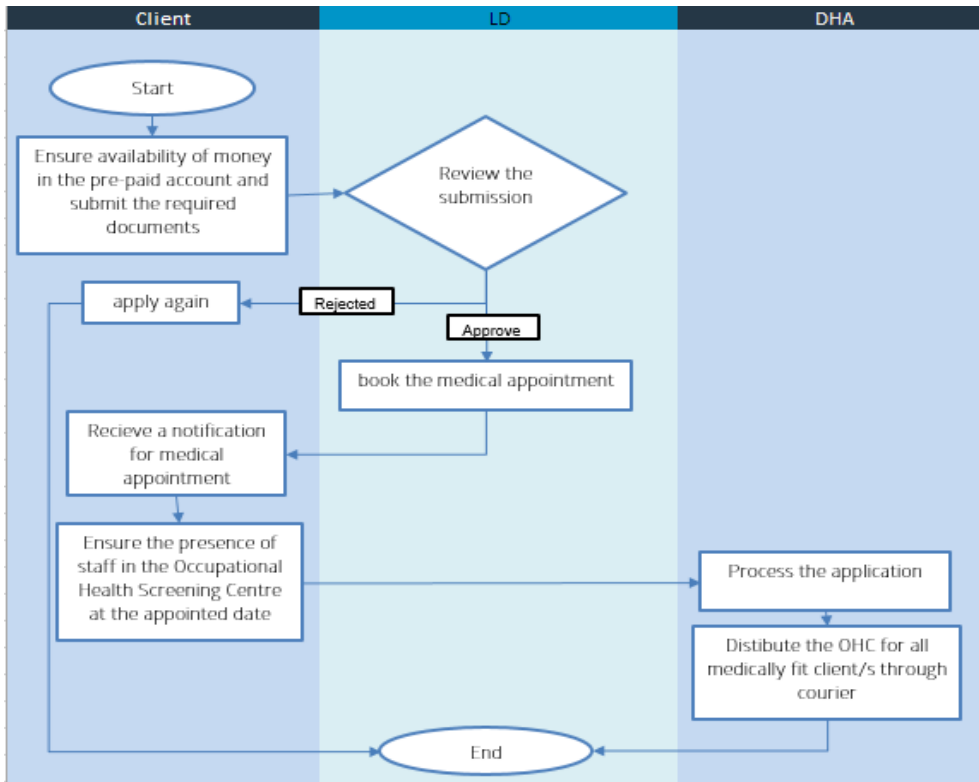 Client
LD
DHA
Start
Ensure availability of money
in the pre-paid account and
submit the required
documents
Review the
submission
apply again
Rejected
Approve
book the medical appointment
Recieve a notification
for medical
appointment
Ensure the presence of
staff in the Occupational
Health Screening Centre
at the appointed date
Process the application
Distibute the OHC for all
medically fit client/s through
courier
End